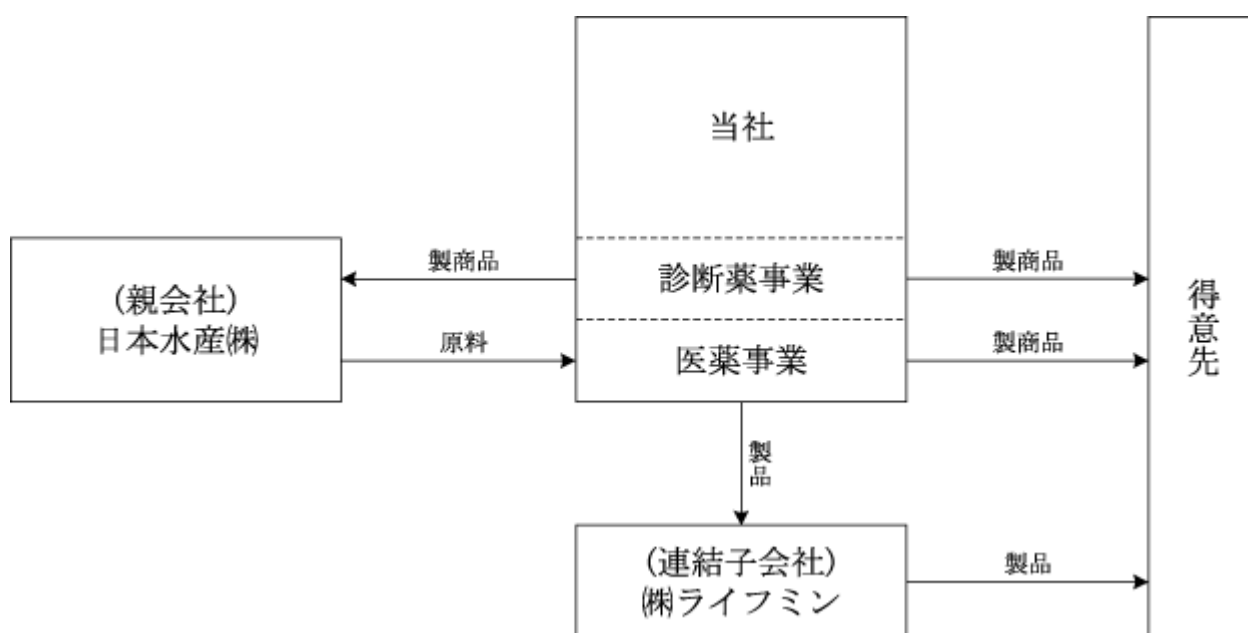 当社
(親会社)
日本水産㈱
製商品
原料
診断薬事業
医薬事業
製商品
製商品
得意先
製品
(連結子会社)
㈱ライフミン
製品